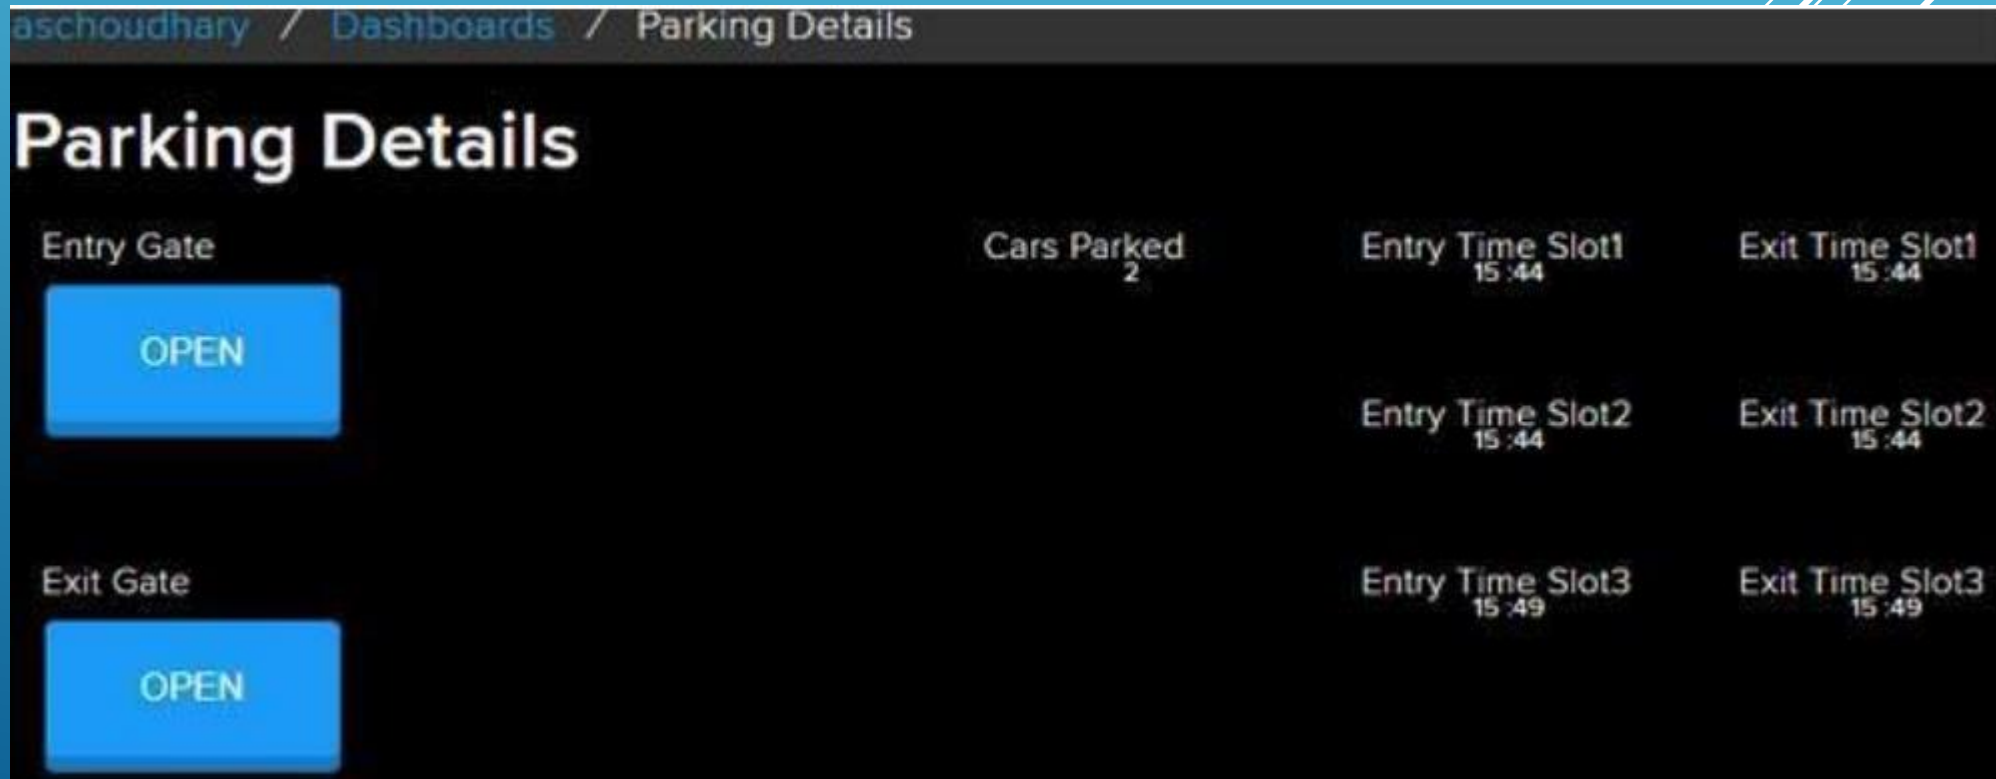 aschoudhary / Dashboards / Parking Details
Parking Details
Entry Gate
OPEN
Cars Parked
2
Entry Time Slot1
15 :44
Exit Time Slot1
15 :44
Entry Time Slot2
15 :44
Exit Time Slot2
15 :44
Exit Gate
OPEN
Entry Time Slot3
15 :49
Exit Time Slot3
15 :49